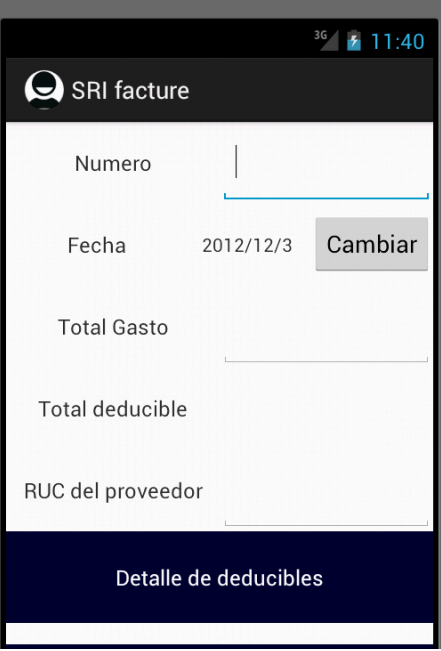 3G 11:40
SRI facture
Numero
Fecha 2012/12/3 Cambiar
Total Gasto
Total deducible
RUC del proveedor
Detalle de deducibles